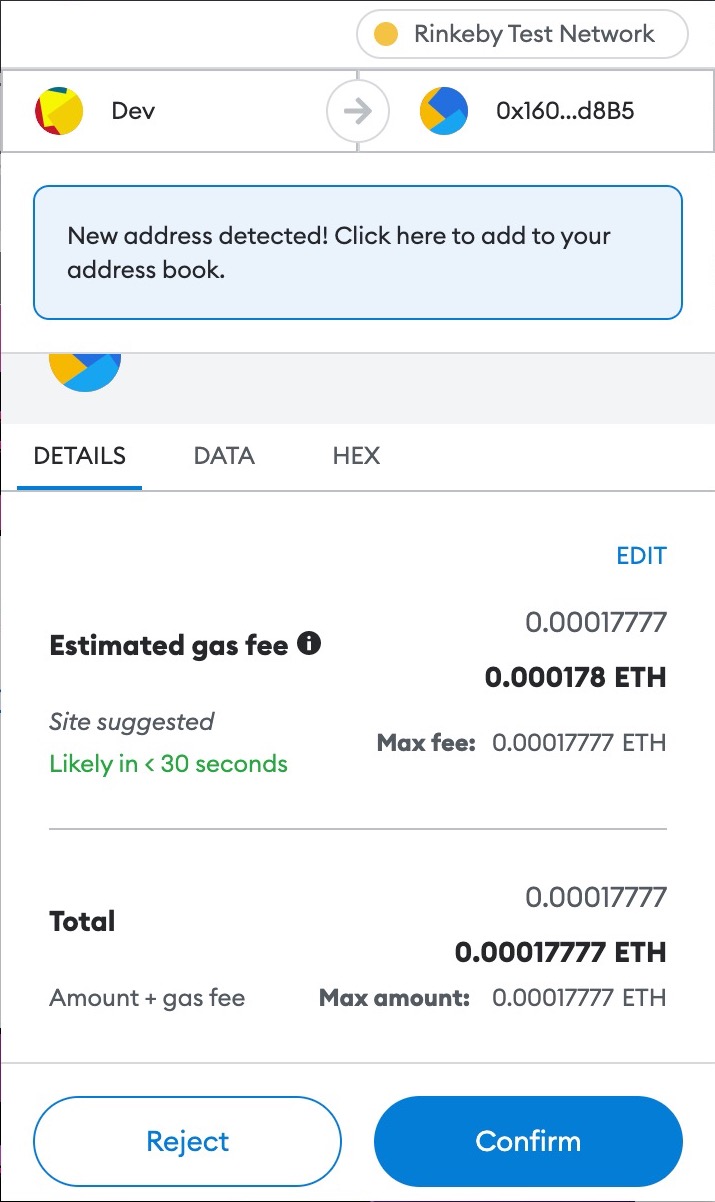 Rinkeby Test Network
Dev
0x160...d8B5
New address detected! Click here to add to your
address book.
DETAILS
DATA
HEX
EDIT
Estimated gas fee
0.00017777
0.000178 ETH
Site suggested
Likely in < 30 seconds
Max fee: 0.00017777 ETH
Total
0.00017777
0.00017777 ETH
Amount + gas fee
Max amount: 0.00017777 ETH
Reject
Confirm